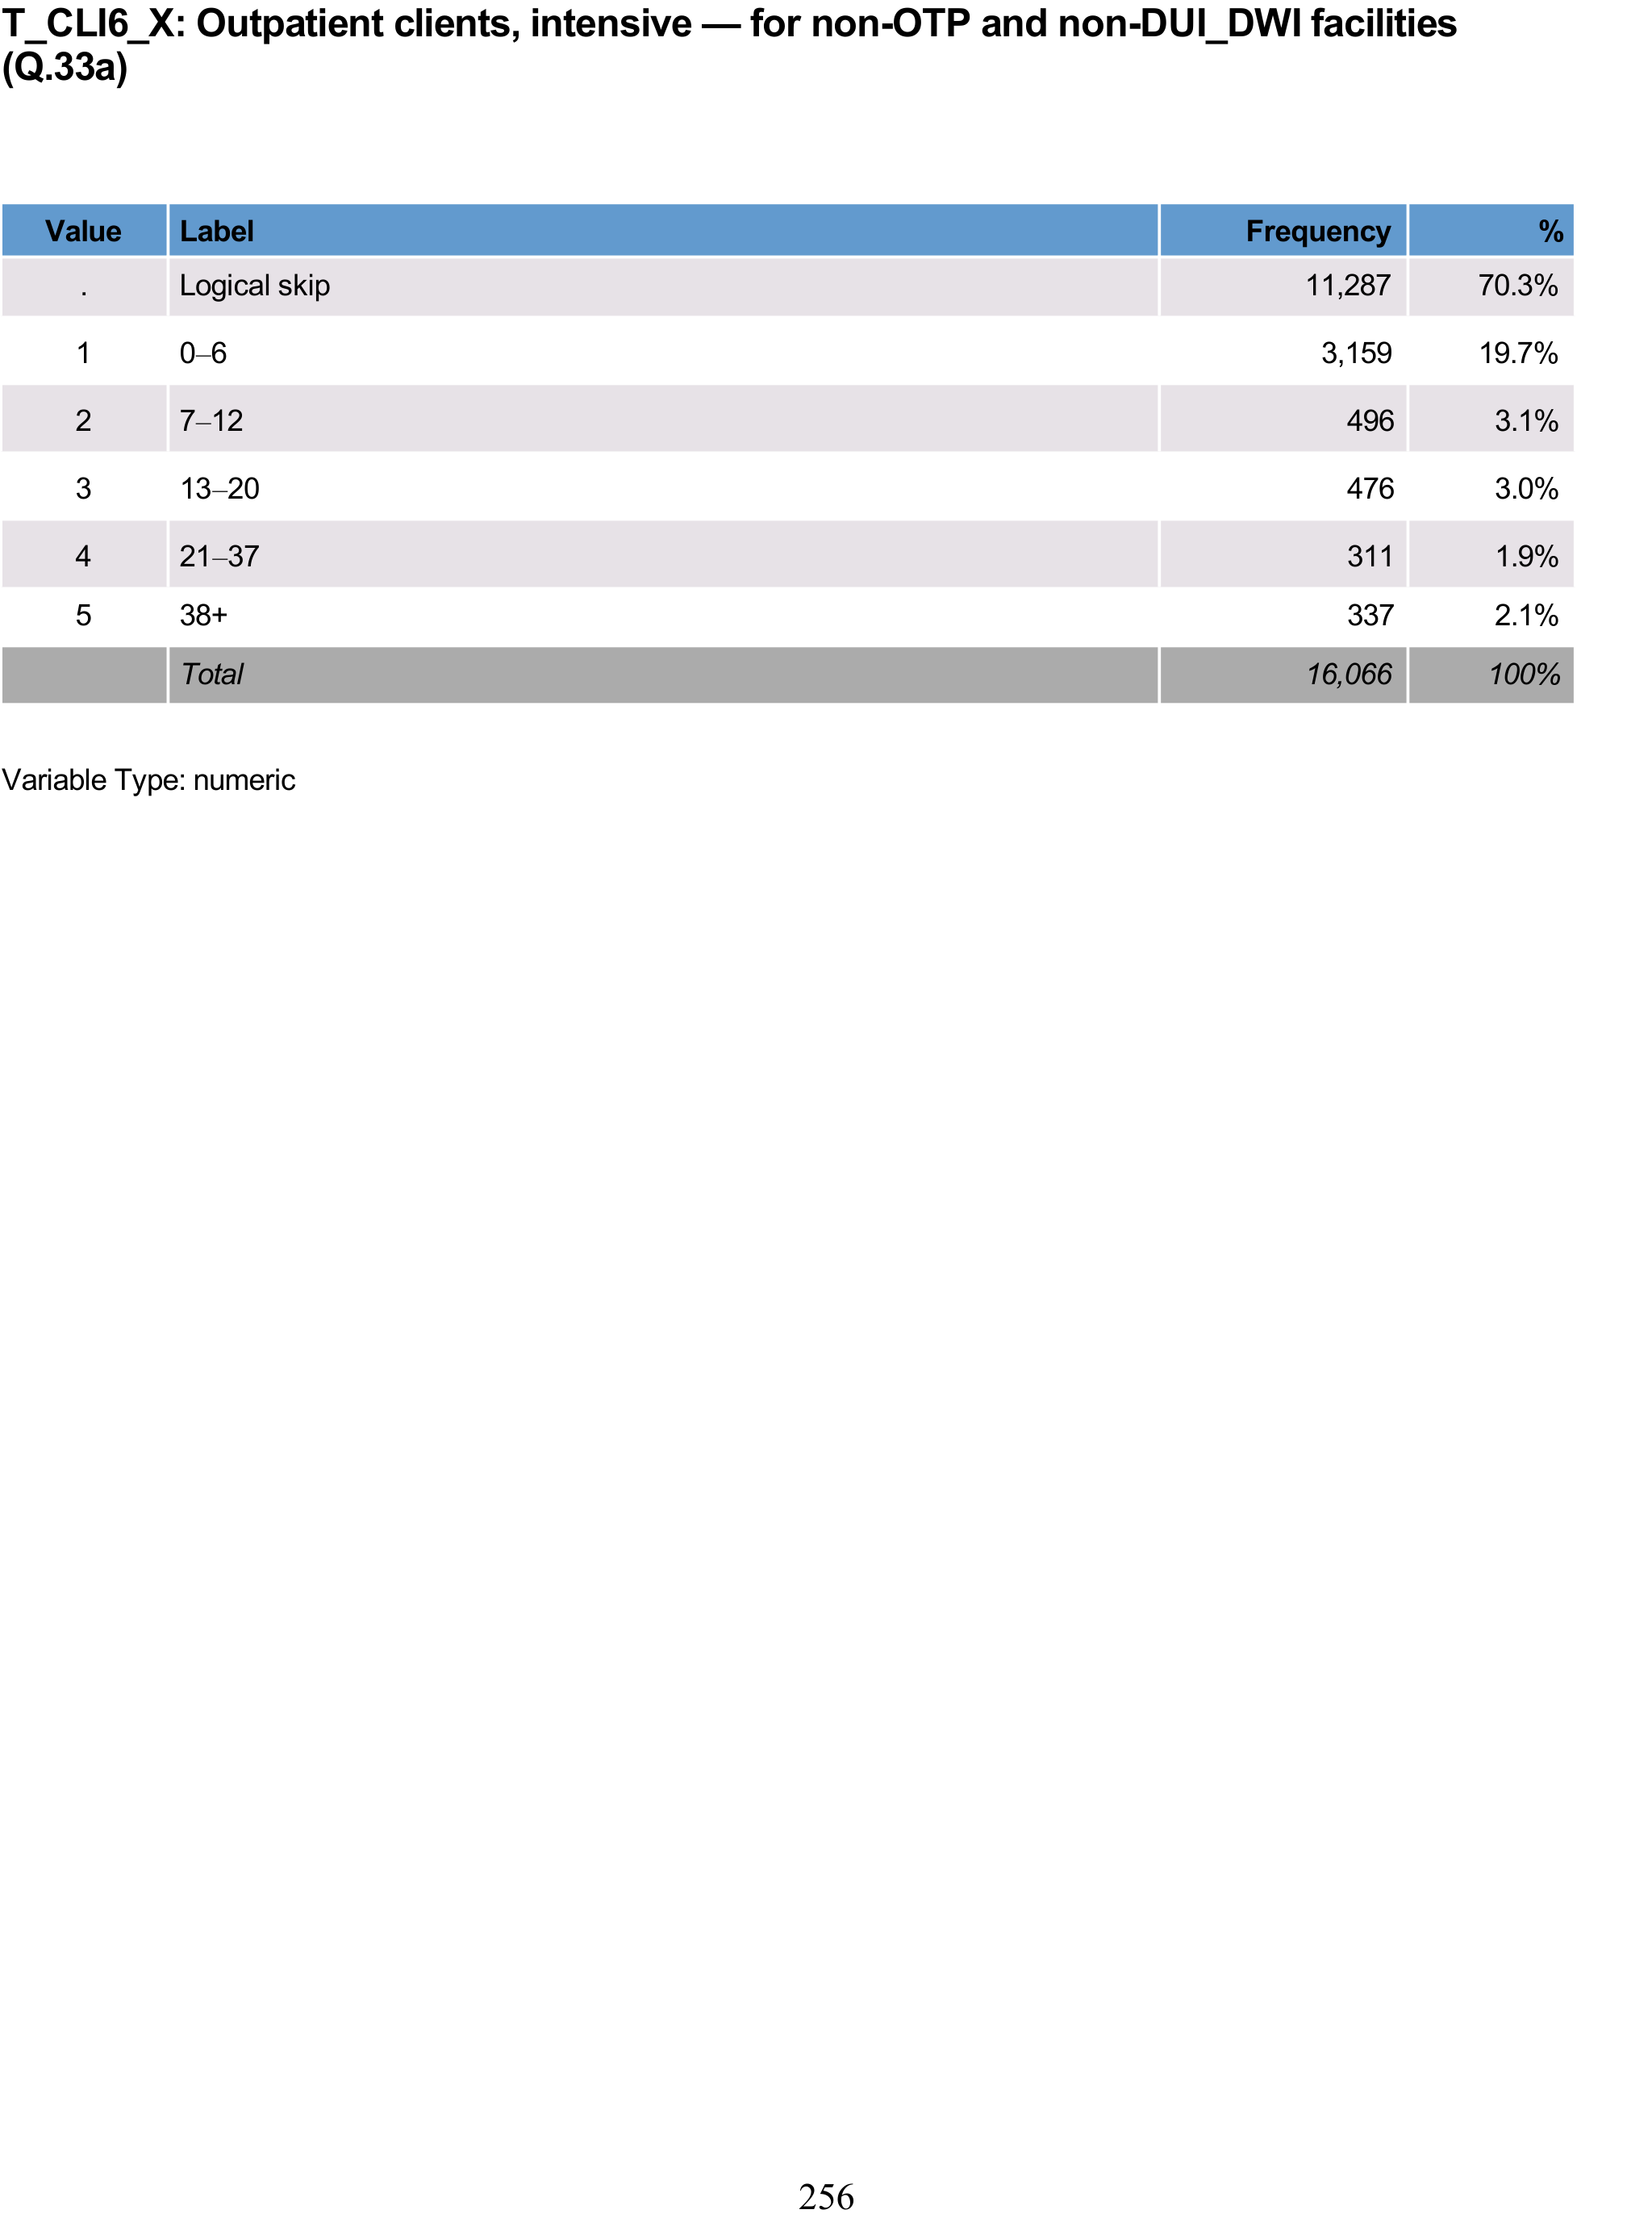 T_CLI6_X: Outpatient clients, intensive — for non-OTP and non-DUI_DWI facilities
(Q.33a)
Value Label Frequency %
. Logical skip 11,287 70.3%
1 0–6 3,159 19.7%
2 7–12 496 3.1%
3 13–20 476 3.0%
4 21–37 311 1.9%
5 38+ 337 2.1%
Total 16,066 100%
Variable Type: numeric
256